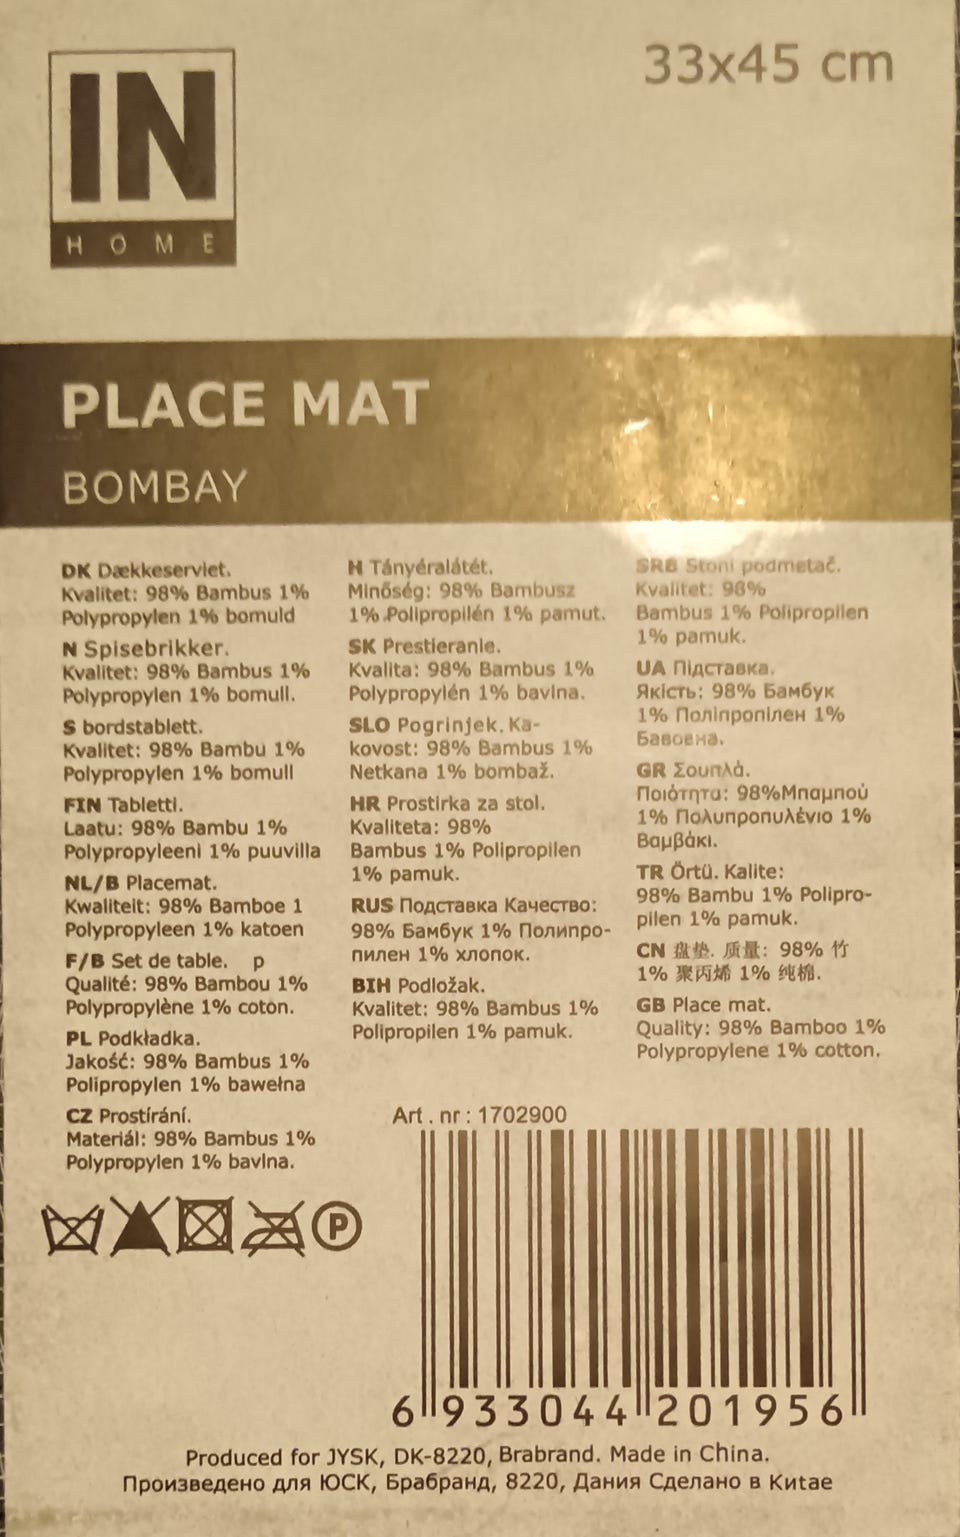 IN
HOME
33x45 cm
PLACE MAT
BOMBAY
DK Dækkeserviet.
Kvalitet: 98% Bambus 1%
Polypropylen 1% bomuld
N Spisebrikker.
Kvalitet: 98% Bambus 1%
Polypropylen 1% bomull.
S bordstablett.
Kvalitet: 98% Bambu 1%
Polypropylen 1% bomull
FIN Tabletti.
Laatu: 98% Bambu 1%
Polypropyleeni 1% puuvilla
NL/B Placemat.
Kwaliteit: 98% Bamboe 1
Polypropyleen 1% katoen
F/B Set de table. p
Qualité: 98% Bambou 1%
Polypropylène 1% coton.
PL Podkładka.
Jakość: 98% Bambus 1%
Polipropylen 1% bawełna
CZ Prostírání.
Materiál: 98% Bambus 1%
Polypropylen 1% bavlna.
H Tányéralátét.
Minőség: 98% Bambusz
1% Polipropilén 1% pamut.
SK Prestieranie.
Kvalita: 98% Bambus 1%
Polypropylén 1% bavlna.
SLO Pogrinjek. Ka-
kovost: 98% Bambus 1%
Netkana 1% bombaž.
HR Prostirka za stol.
Kvaliteta: 98%
Bambus 1% Polipropilen
1% pamuk.
RUS Подставка Качество:
98% Бамбук 1% Полипро-
пилен 1% хлопок.
BIH Podložak.
Kvalitet: 98% Bambus 1%
Polipropilen 1% pamuk.
SRB Stoni podmetač.
Kvalitet: 98%
Bambus 1% Polipropilen
1% pamuk.
UA Підставка.
Якість: 98% Бамбук
1% Поліпропілен 1%
Бавовна.
GR Σουπλά.
Ποιότητα: 98%Μπαμπού
1% Πολυπροπυλένιο 1%
Βαμβάκι.
TR Örtü. Kalite:
98% Bambu 1% Polipro-
pilen 1% pamuk.
CN 盘垫. 质量: 98% 竹
1% 聚丙烯 1% 纯棉.
GB Place mat.
Quality: 98% Bamboo 1%
Polypropylene 1% cotton.
P
Art. nr : 1702900
6 933044 201956
Produced for JYSK, DK-8220, Brabrand. Made in China.
Произведено для ЮСК, Брабранд, 8220, Дания Сделано в Китае